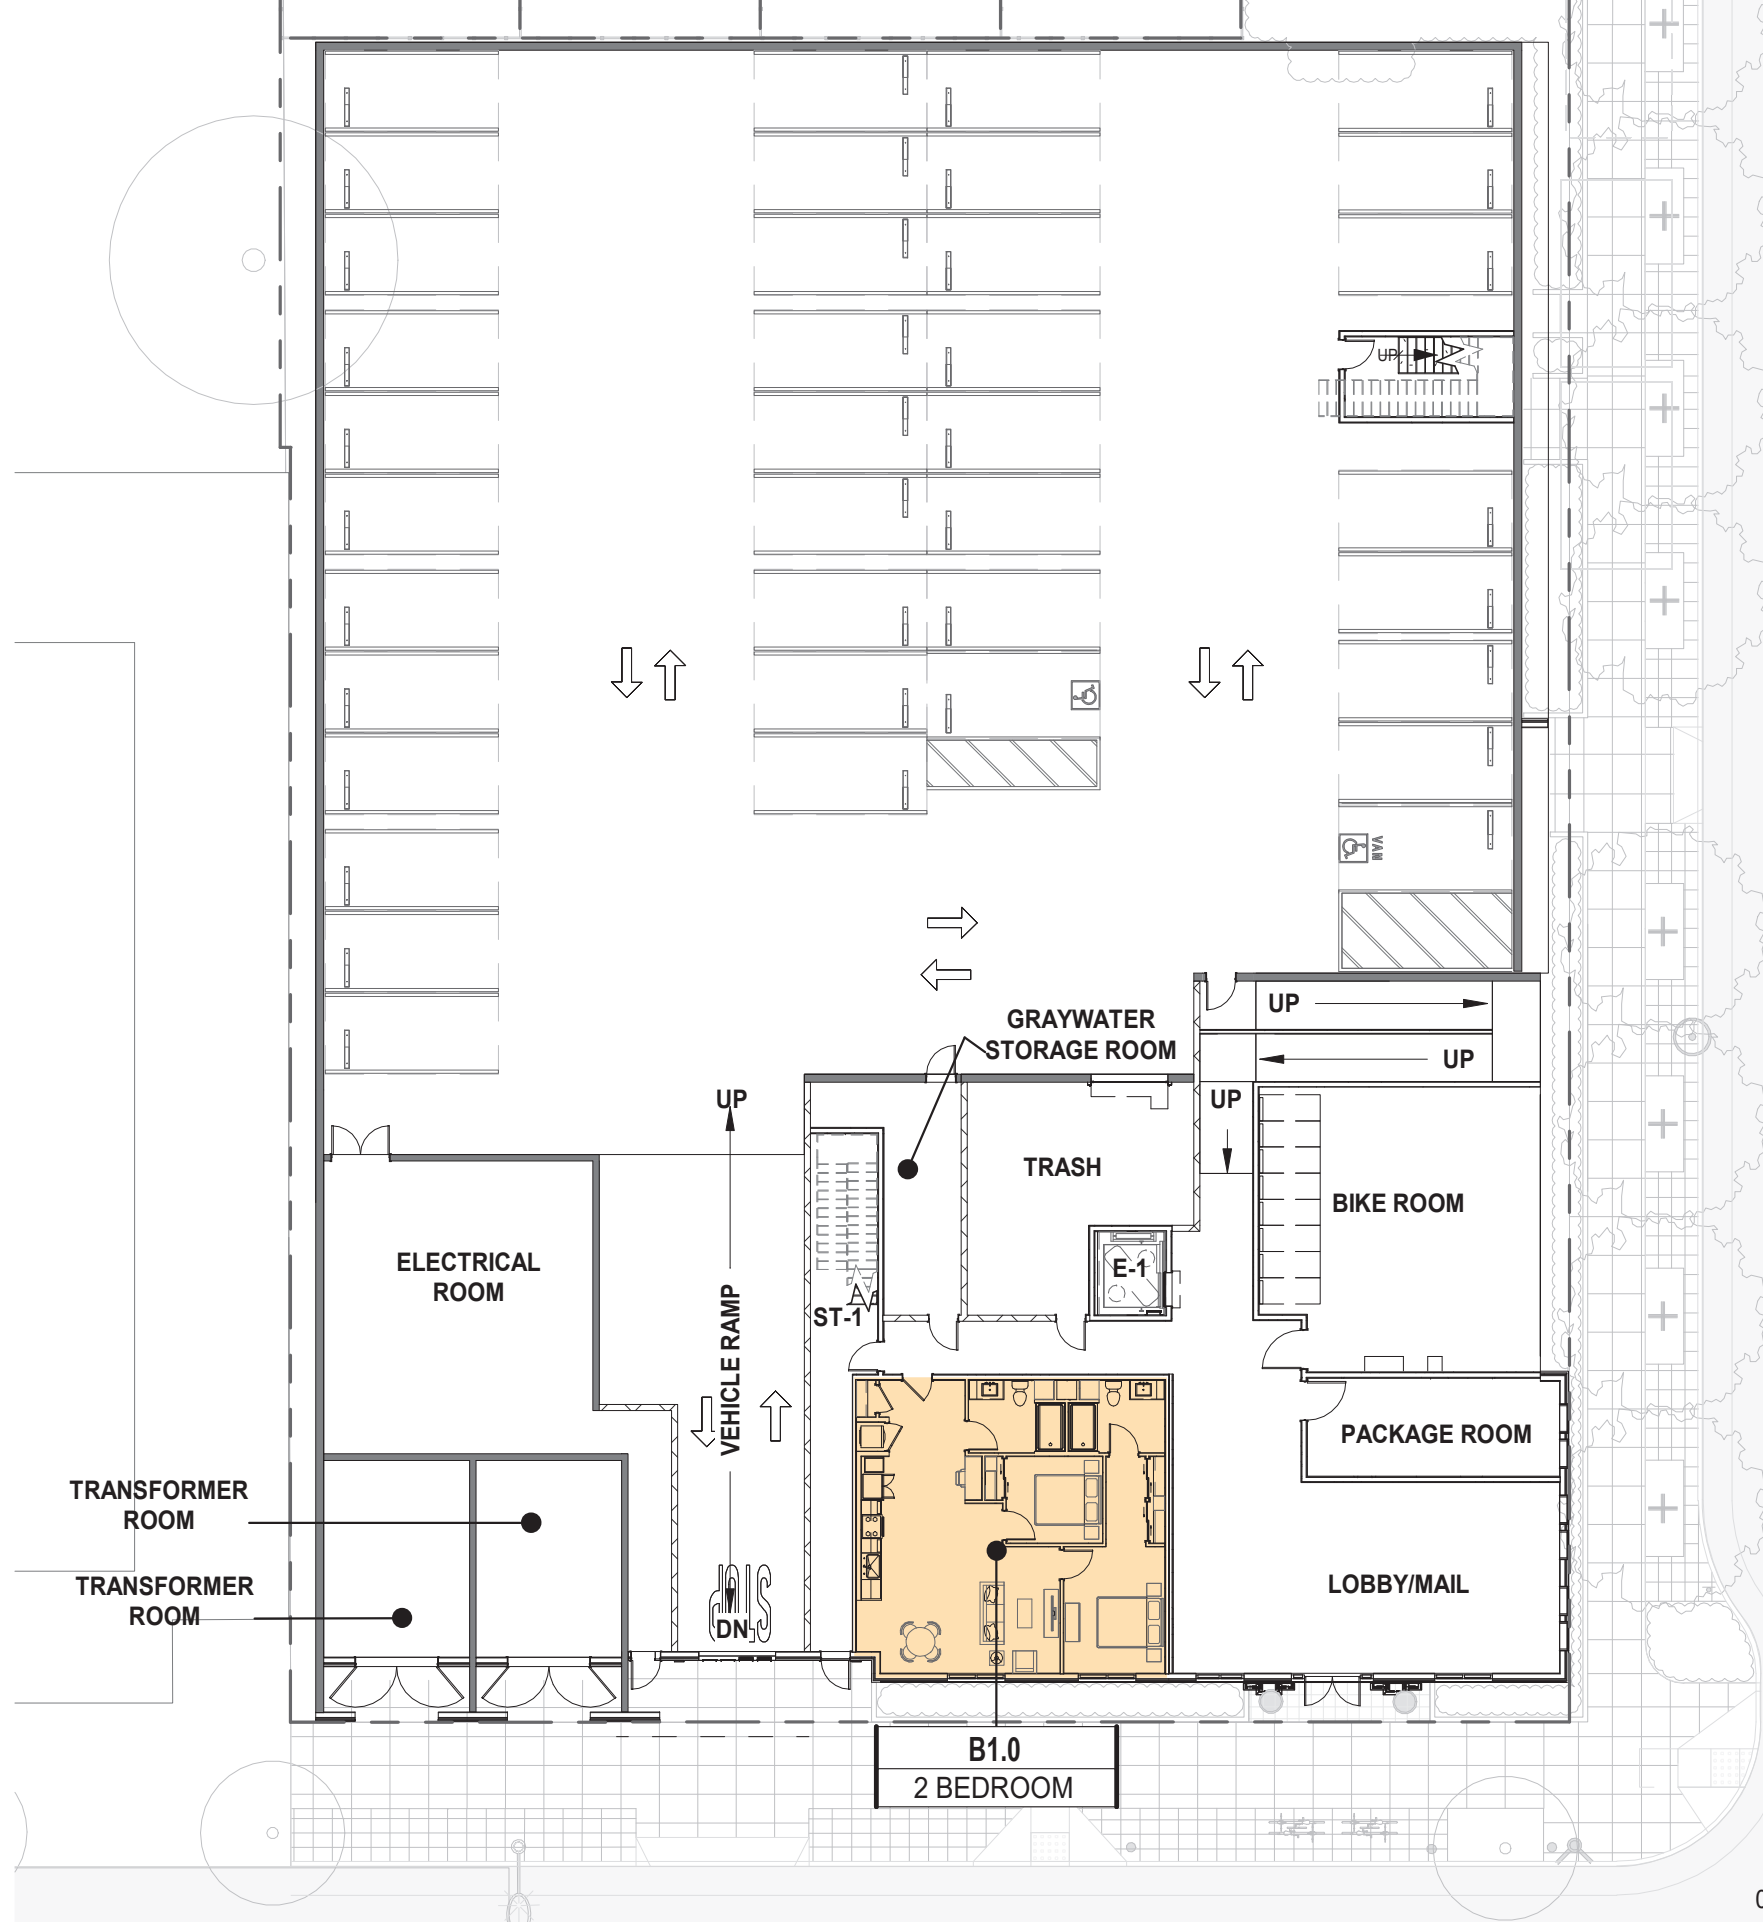 UP
VAN
UP
GRAYWATER
STORAGE ROOM
UP
UP
UP
TRASH
BIKE ROOM
ELECTRICAL
ROOM
E-1
ST-1
VEHICLE RAMP
PACKAGE ROOM
TRANSFORMER
ROOM
LOBBY/MAIL
TRANSFORMER
ROOM
DN
B1.0
2 BEDROOM